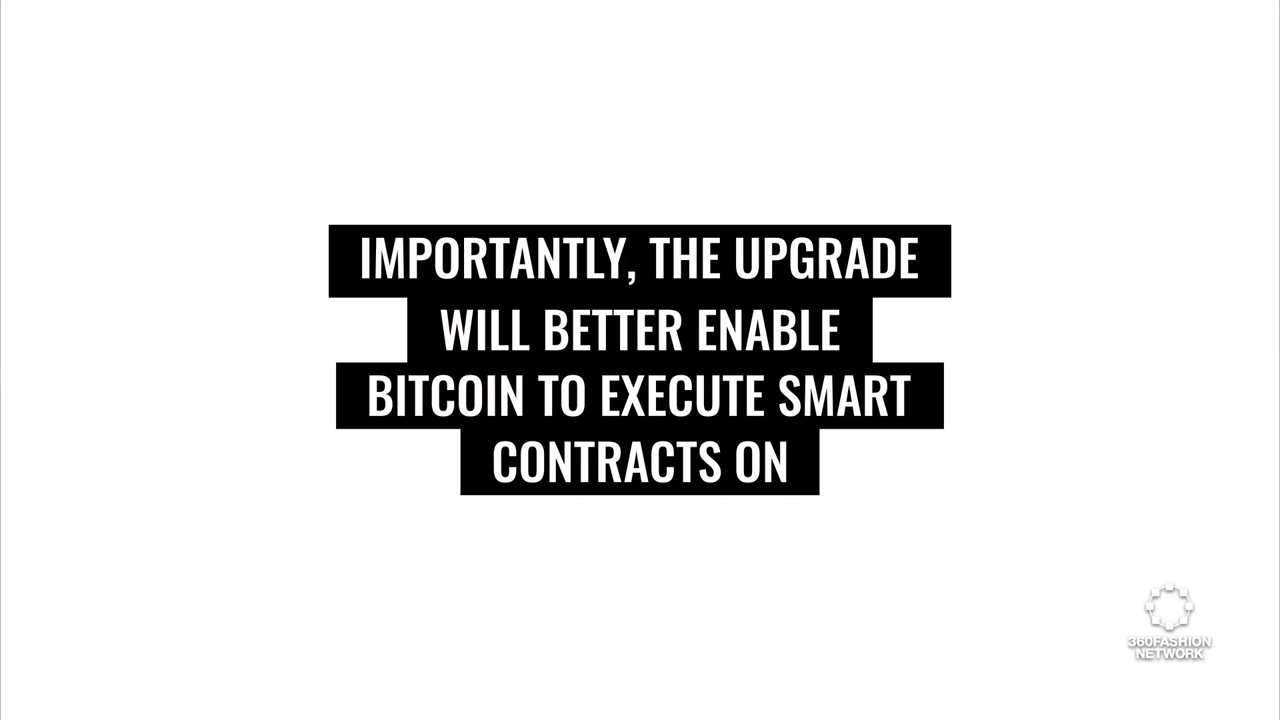 IMPORTANTLY, THE UPGRADE
WILL BETTER ENABLE
BITCOIN TO EXECUTE SMART
CONTRACTS ON
360FASHION
NETWORK